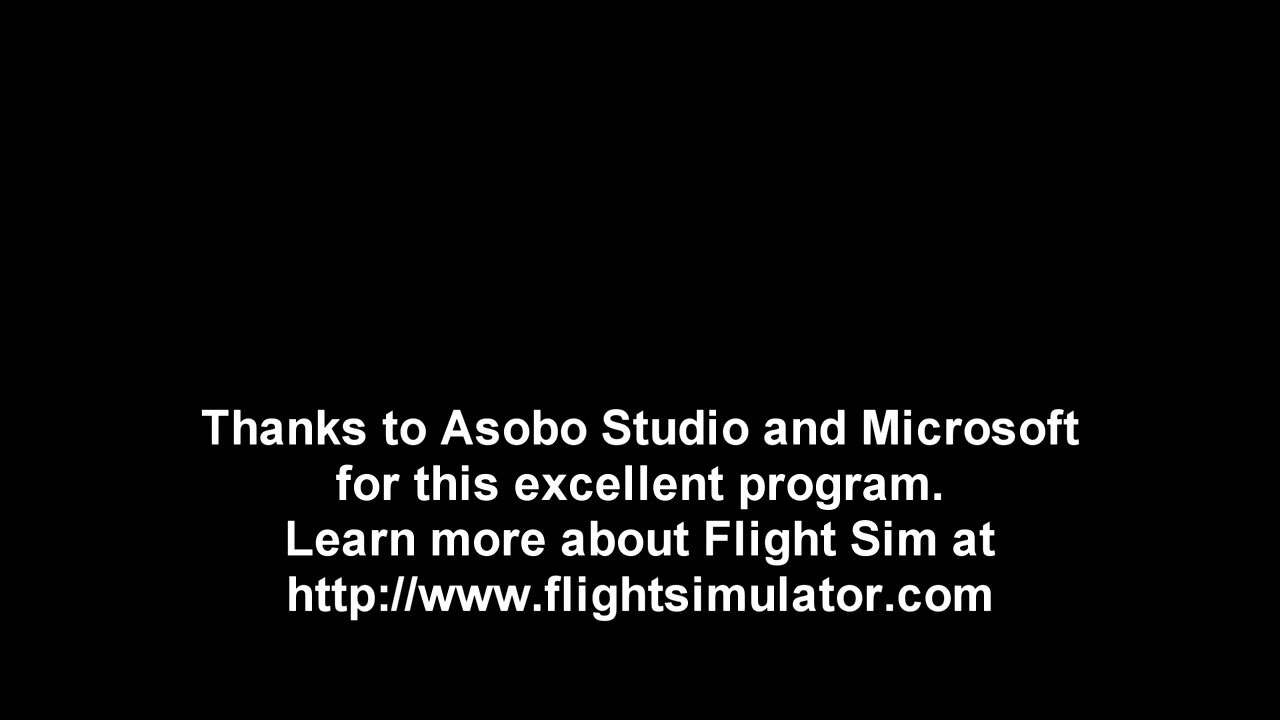 Thanks to Asobo Studio and Microsoft
for this excellent program.
Learn more about Flight Sim at
http://www.flightsimulator.com